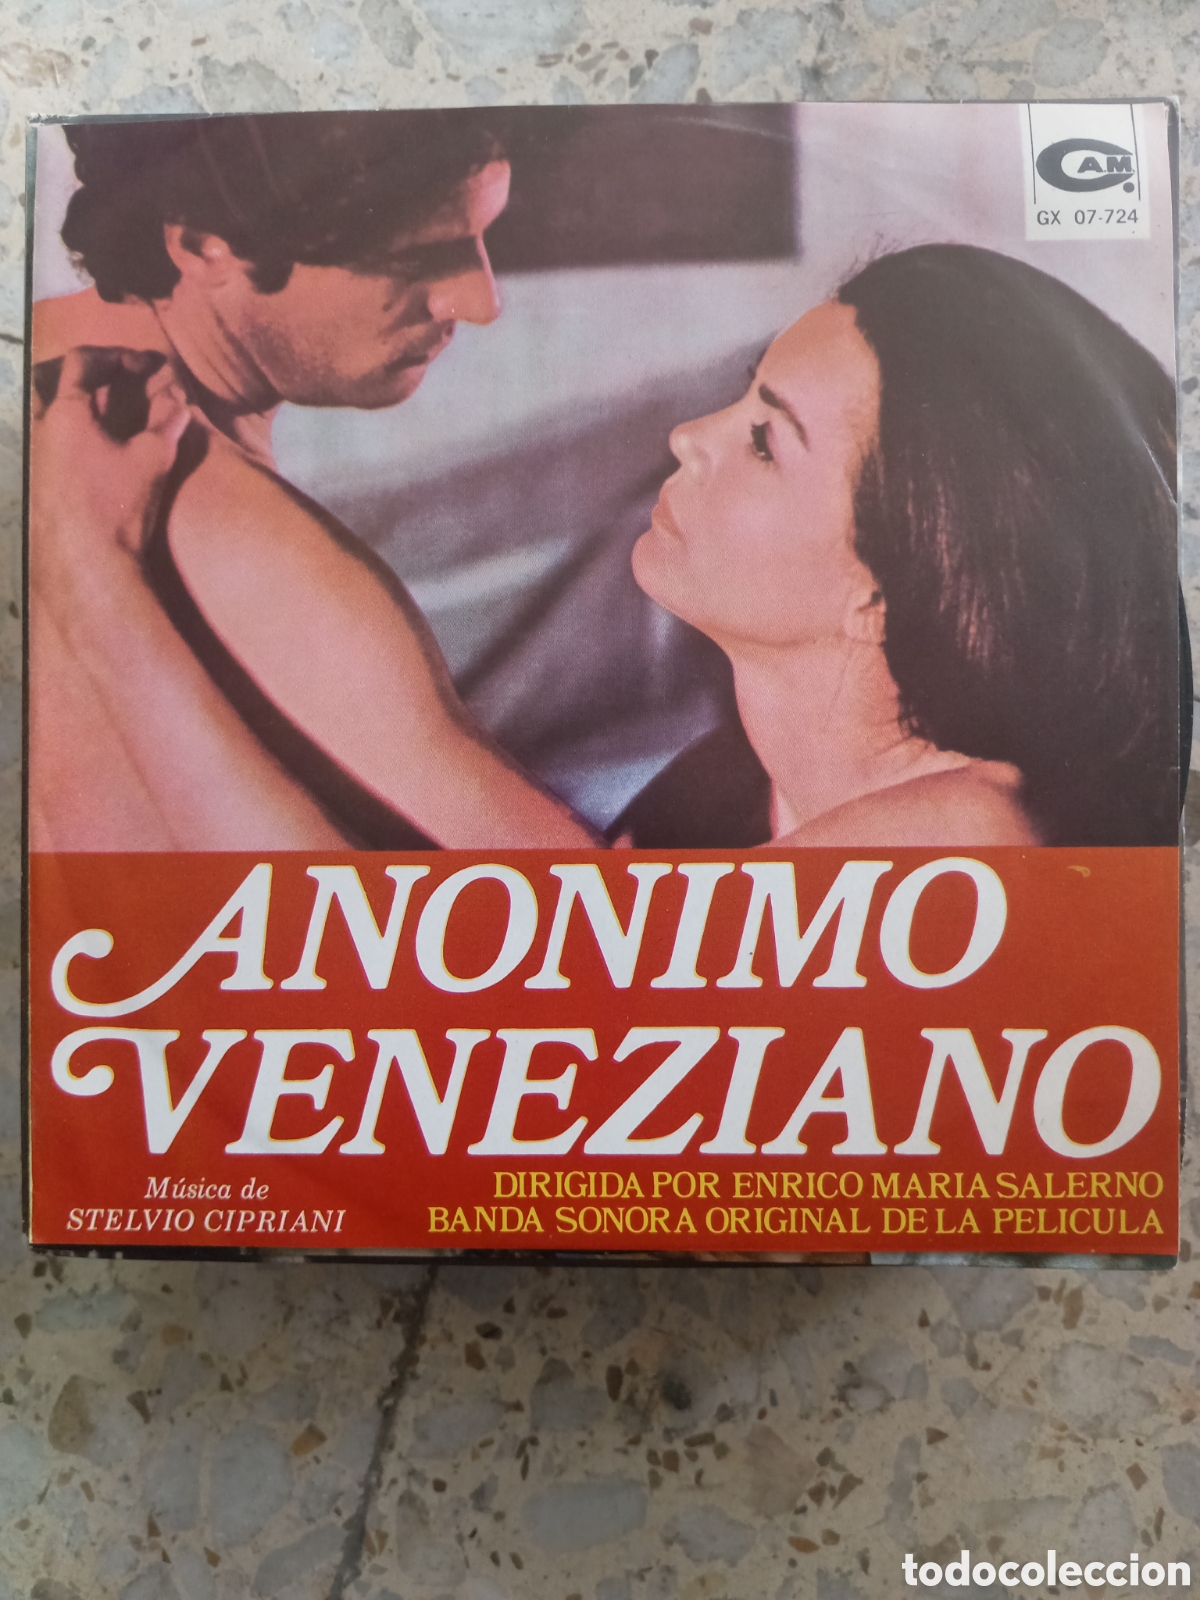 CAM
GX 07-724
ANONIMO
VENEZIANO
Música de
STELVIO CIPRIANI
DIRIGIDA POR ENRICO MARIA SALERNO
BANDA SONORA ORIGINAL DE LA PELICULA
todocoleccion